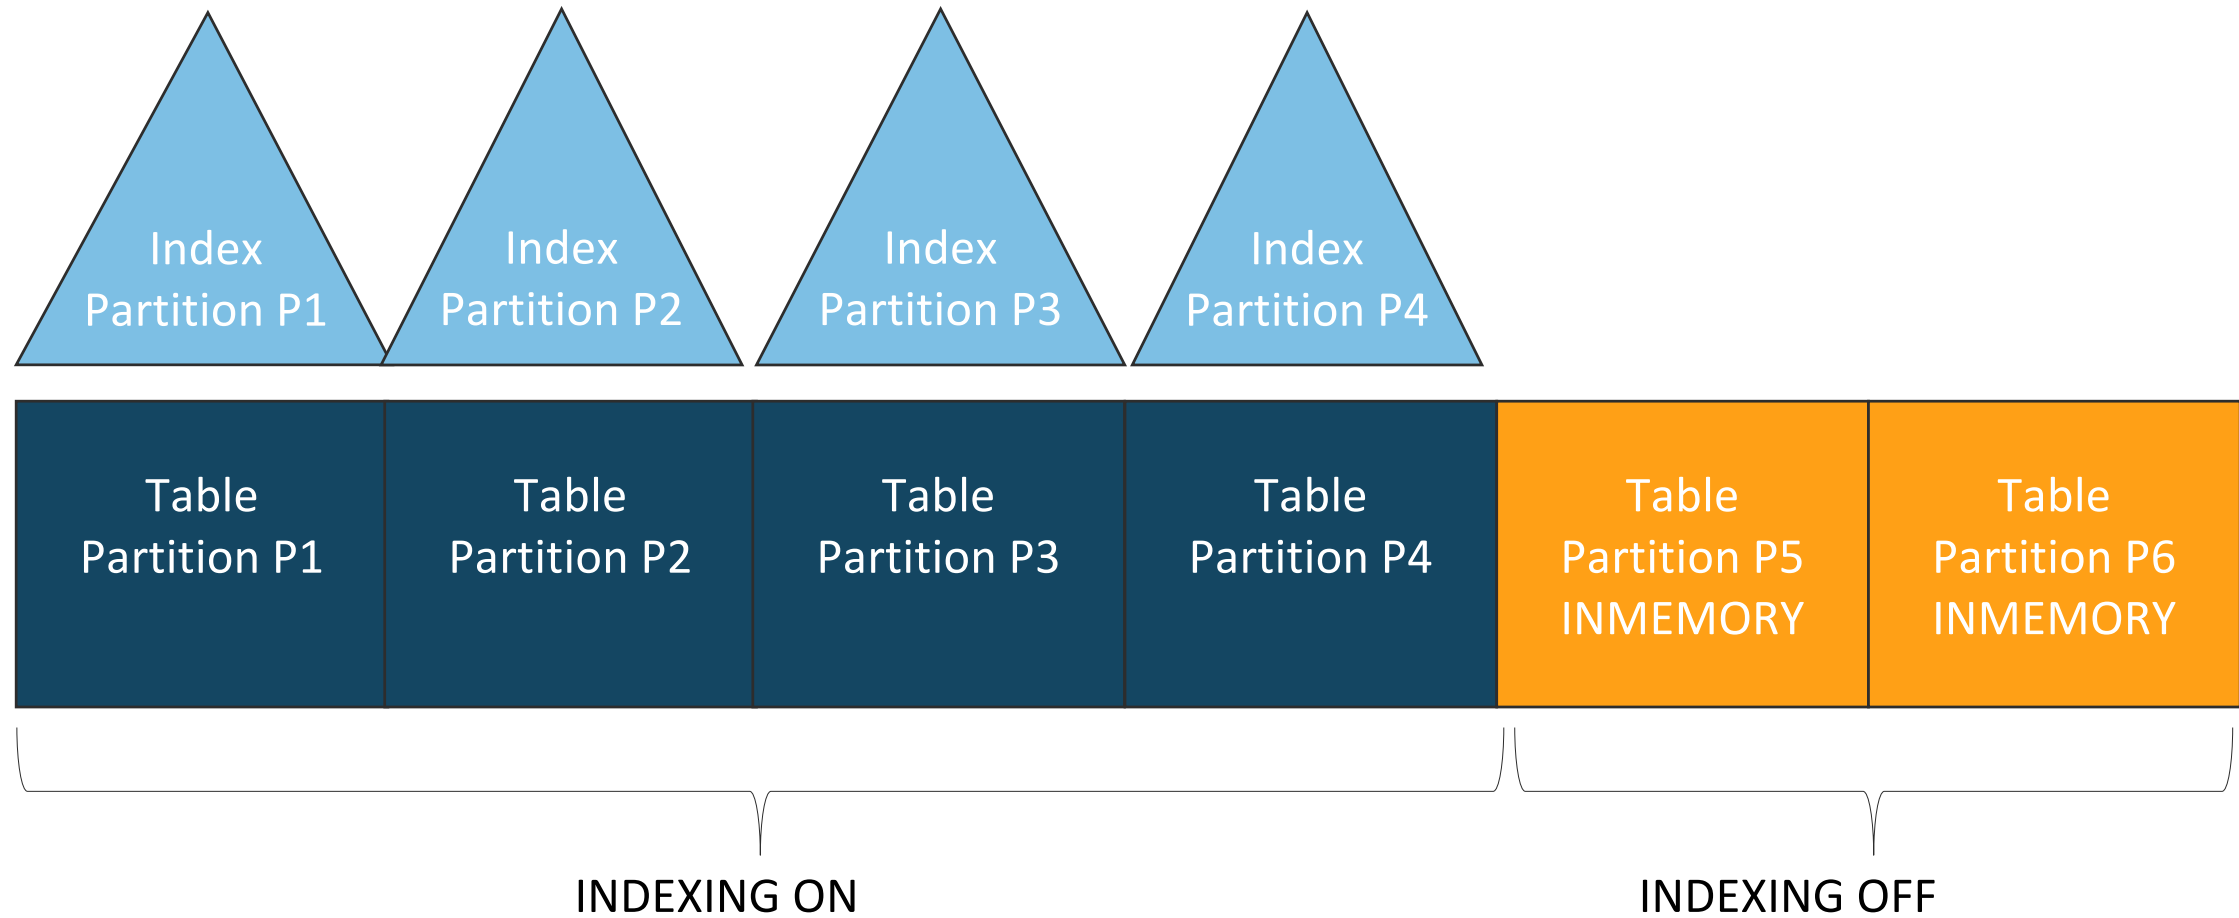 Index
Partition P1
Index
Partition P2
Index
Partition P3
Index
Partition P4
Table
Partition P1
Table
Partition P2
Table
Partition P3
Table
Partition P4
Table
Partition P5
INMEMORY
Table
Partition P6
INMEMORY
INDEXING ON
INDEXING OFF